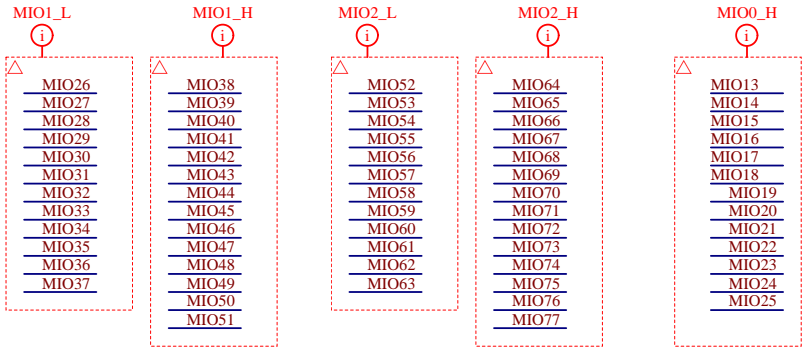 MIO1_L
i
MIO26
MIO27
MIO28
MIO29
MIO30
MIO31
MIO32
MIO33
MIO34
MIO35
MIO36
MIO37
MIO1_H
i
MIO38
MIO39
MIO40
MIO41
MIO42
MIO43
MIO44
MIO45
MIO46
MIO47
MIO48
MIO49
MIO50
MIO51
MIO2_L
i
MIO52
MIO53
MIO54
MIO55
MIO56
MIO57
MIO58
MIO59
MIO60
MIO61
MIO62
MIO63
MIO2_H
i
MIO64
MIO65
MIO66
MIO67
MIO68
MIO69
MIO70
MIO71
MIO72
MIO73
MIO74
MIO75
MIO76
MIO77
MIO0_H
i
MIO13
MIO14
MIO15
MIO16
MIO17
MIO18
MIO19
MIO20
MIO21
MIO22
MIO23
MIO24
MIO25